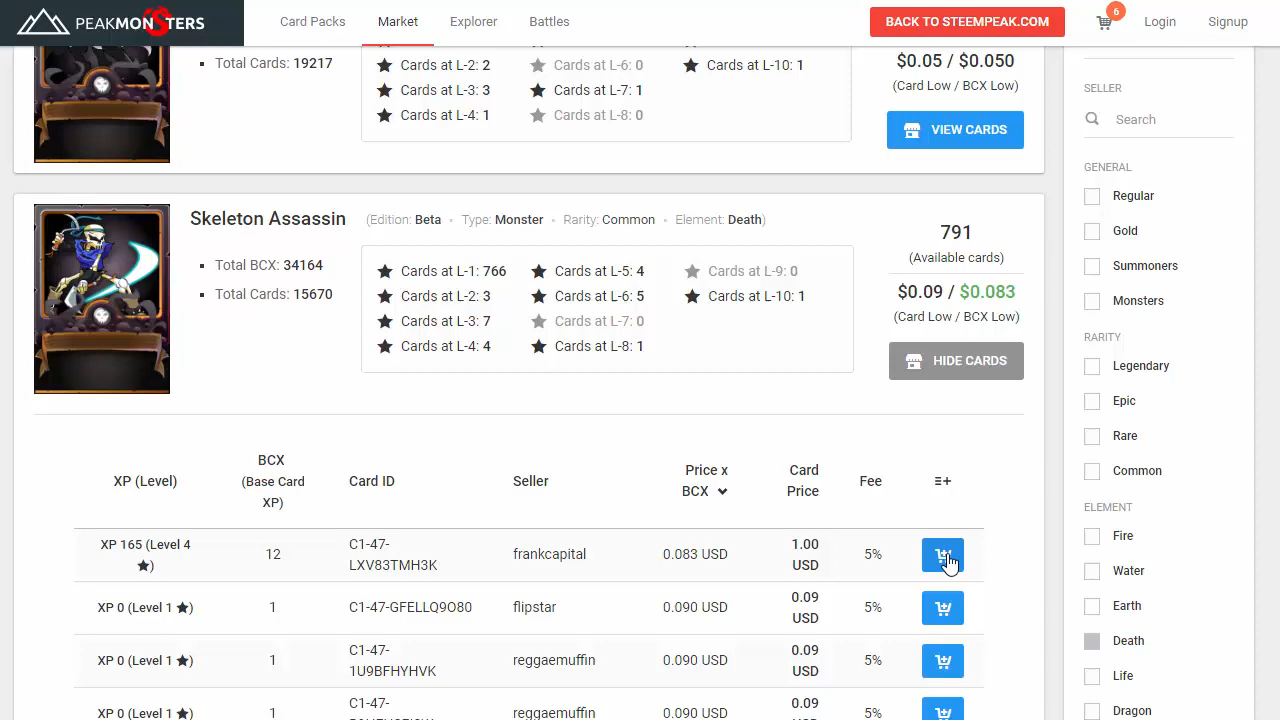 PEAKMONSTERS
Card Packs
Market
Explorer
Battles
BACK TO STEEMPEAK.COM
6
Login
Signup
Total Cards: 19217
Cards at L-2: 2
Cards at L-3: 3
Cards at L-4: 1
Cards at L-6: 0
Cards at L-7: 1
Cards at L-8: 0
Cards at L-10: 1
$0.05 / $0.050
(Card Low / BCX Low)
VIEW CARDS
Skeleton Assassin
(Edition: Beta • Type: Monster • Rarity: Common • Element: Death)
Total BCX: 34164
Total Cards: 15670
Cards at L-1: 766
Cards at L-2: 3
Cards at L-3: 7
Cards at L-4: 4
Cards at L-5: 4
Cards at L-6: 5
Cards at L-7: 0
Cards at L-8: 1
Cards at L-9: 0
Cards at L-10: 1
791
(Available cards)
$0.09 / $0.083
(Card Low / BCX Low)
HIDE CARDS
XP (Level)
BCX
(Base Card
XP)
Card ID
Seller
Price x
BCX
Card
Price
Fee
XP 165 (Level 4
★)
12
C1-47-
LXV83TMH3K
frankcapital
0.083 USD
1.00
USD
5%
XP 0 (Level 1 ★)
1
C1-47-GFELLQ9O80
flipstar
0.090 USD
0.09
USD
5%
XP 0 (Level 1 ★)
1
C1-47-
1U9BFHYHVK
reggaemuffin
0.090 USD
0.09
USD
5%
XP 0 (Level 1 ★)
1
C1-47-
reggaemuffin
0.090 USD
0.09
5%
SELLER
Search
GENERAL
Regular
Gold
Summoners
Monsters
RARITY
Legendary
Epic
Rare
Common
ELEMENT
Fire
Water
Earth
Death
Life
Dragon